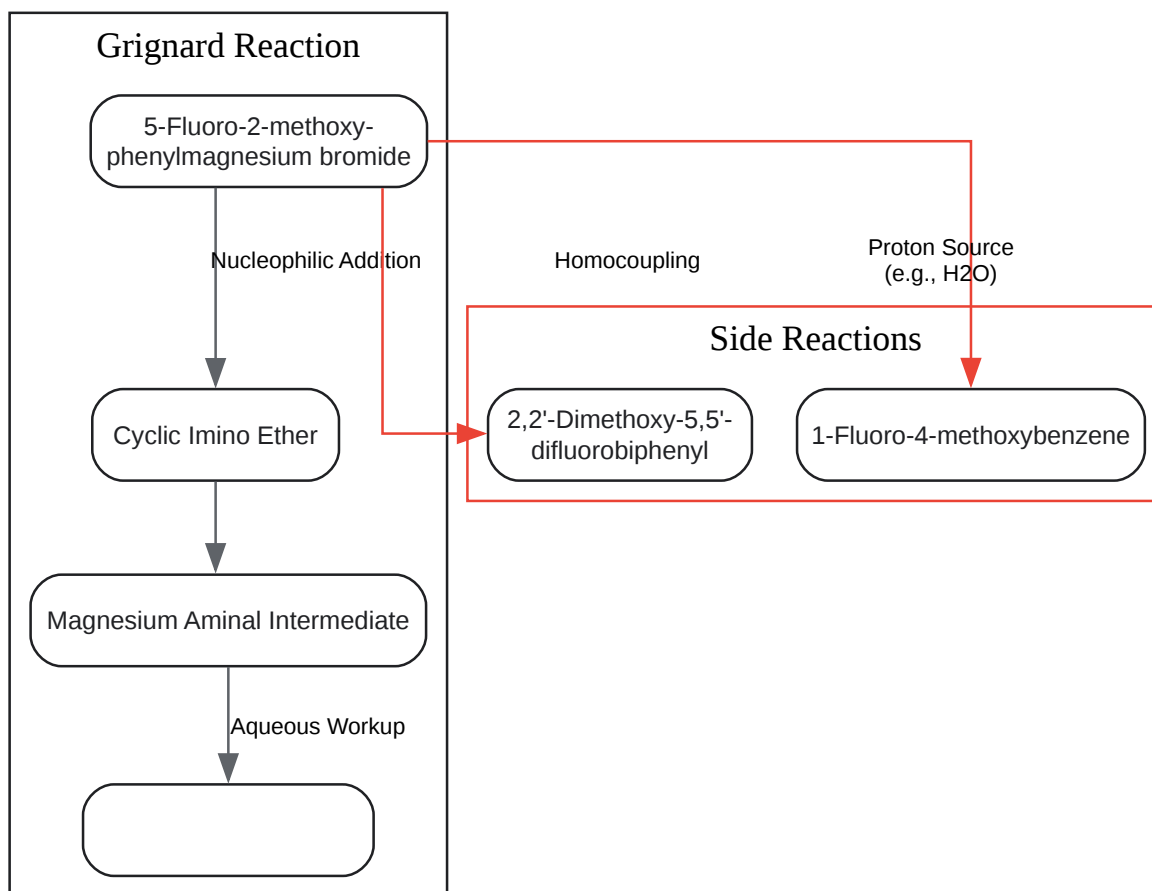 Grignard Reaction
5-Fluoro-2-methoxy-
phenylmagnesium bromide
Nucleophilic Addition
Homocoupling
Proton Source
(e.g., H2O)
Side Reactions
Cyclic Imino Ether
2,2'-Dimethoxy-5,5'-
difluorobiphenyl
1-Fluoro-4-methoxybenzene
Magnesium Aminal Intermediate
Aqueous Workup